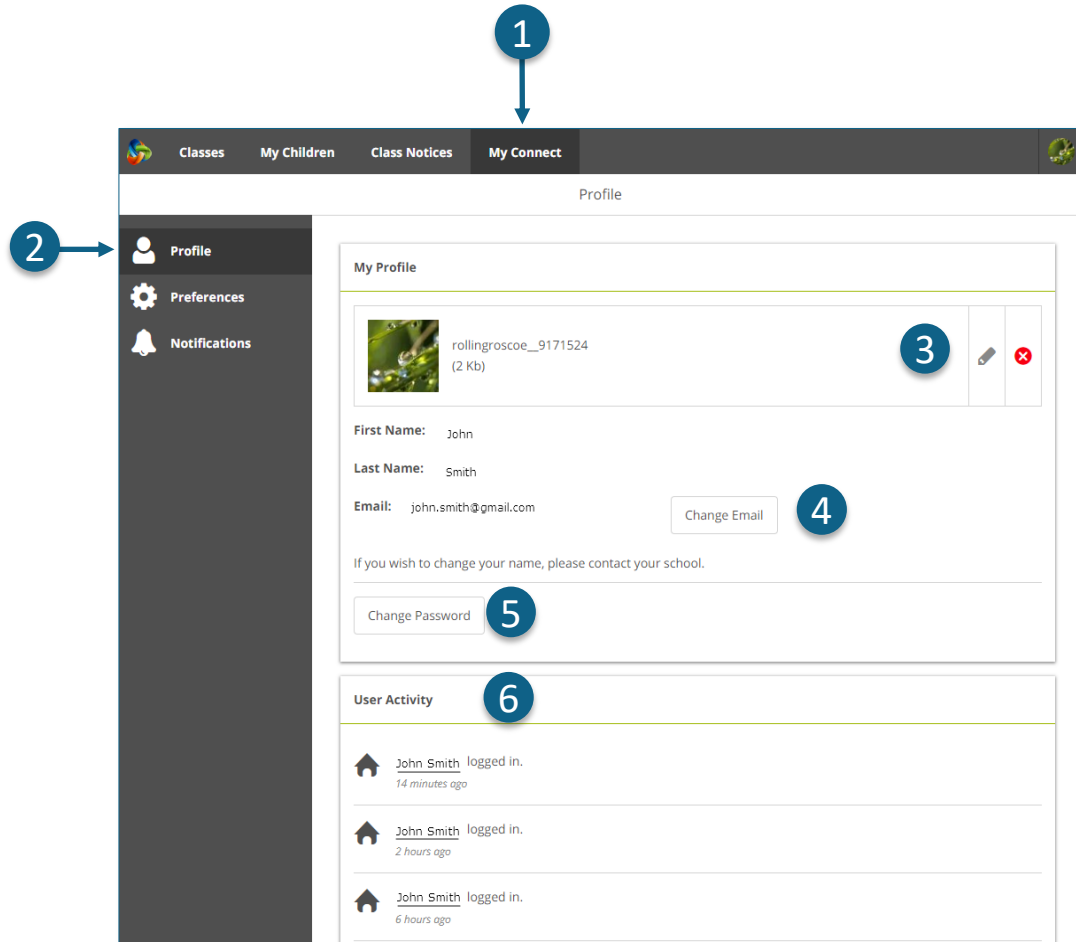 1
Classes My Children Class Notices My Connect
Profile
2
Profile
Preferences
Notifications
My Profile
rollingroscoe__9171524
(2 Kb)
3
First Name: John
Last Name: Smith
Email: john.smith@gmail.com
Change Email
4
If you wish to change your name, please contact your school.
Change Password
5
User Activity
6
John Smith logged in.
14 minutes ago
John Smith logged in.
2 hours ago
John Smith logged in.
6 hours ago